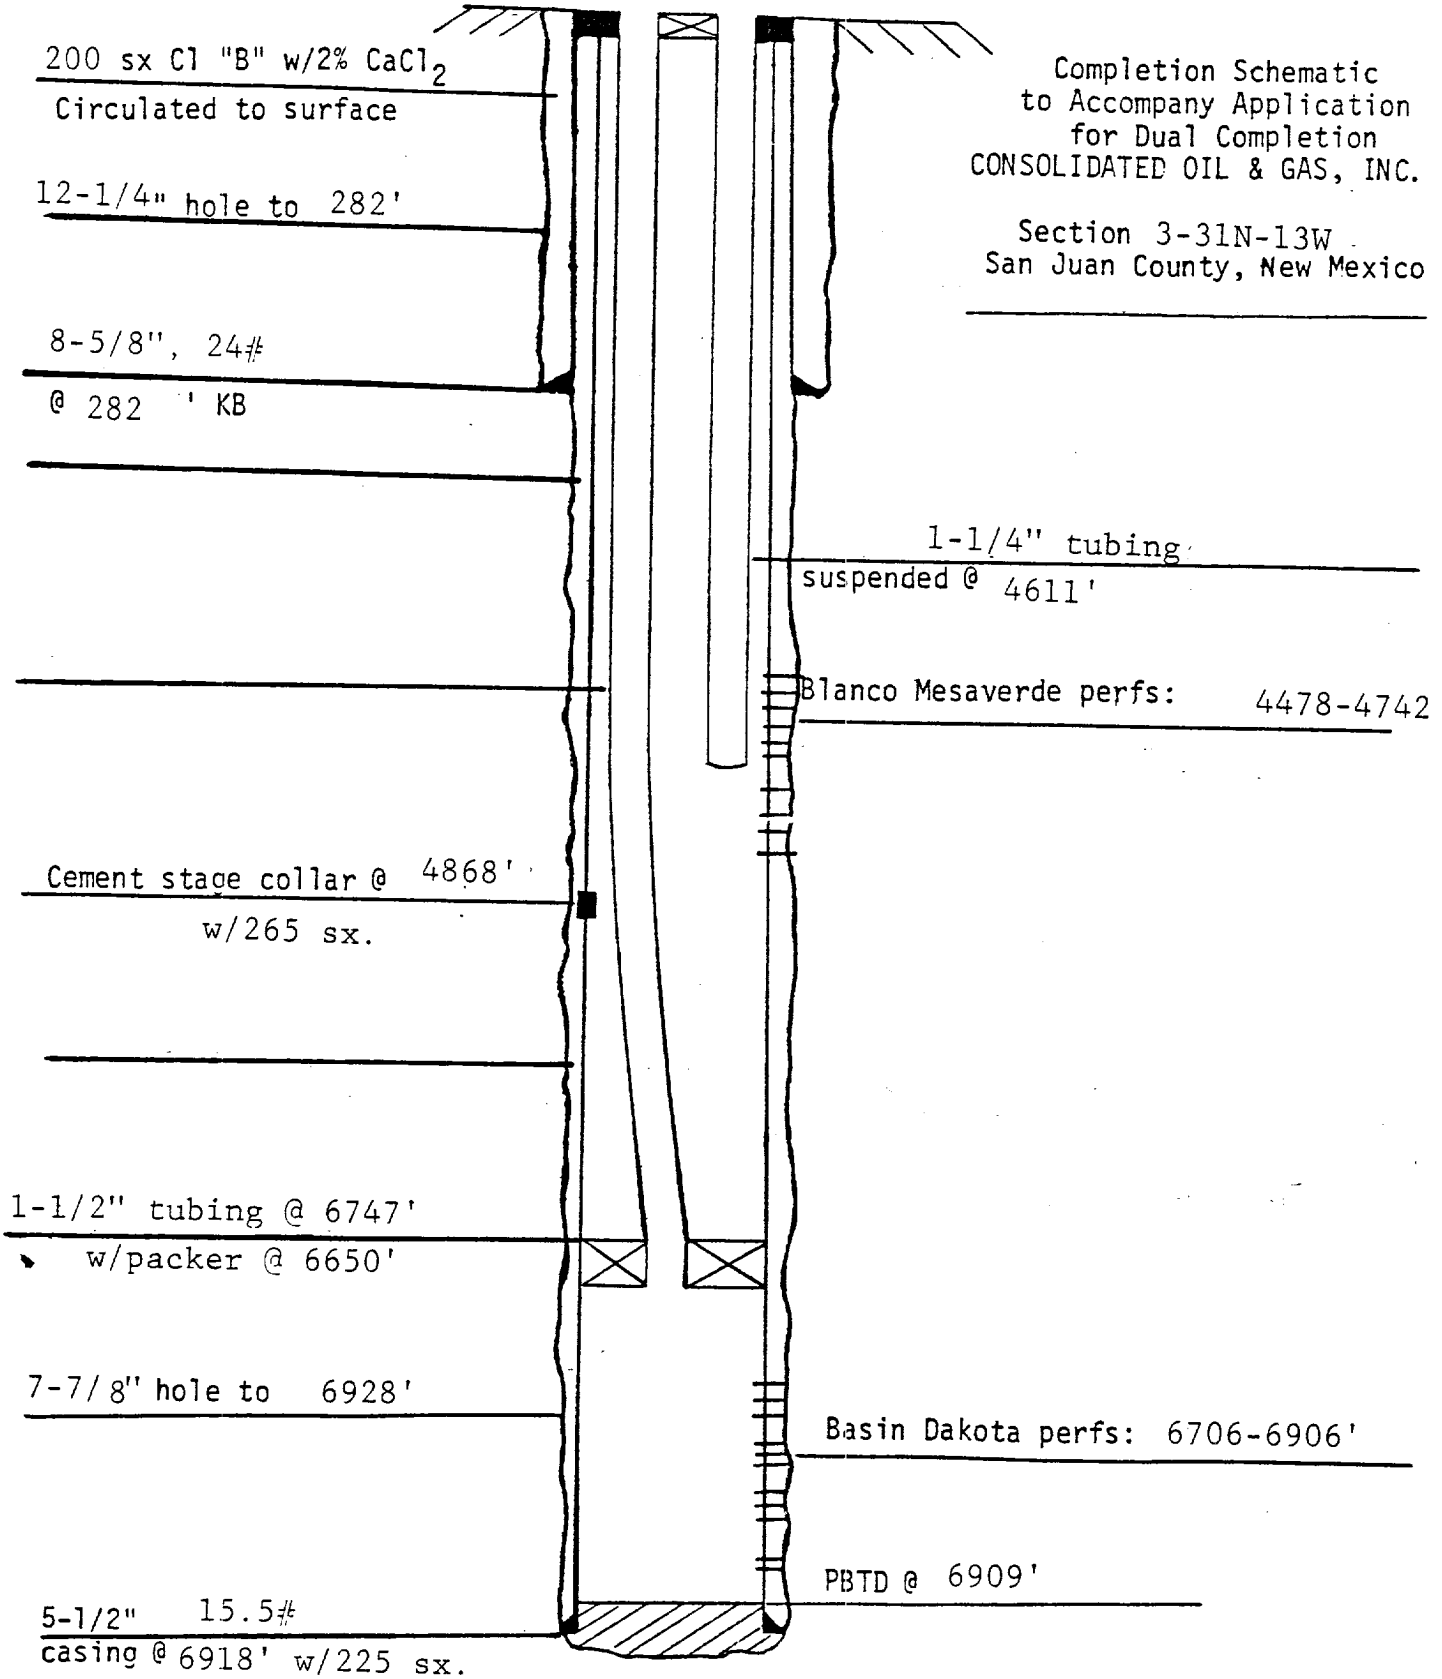 200 sx Cl "B" w/2% CaCl2
Circulated to surface
12-1/4" hole to 282'
8-5/8", 24#
@ 282 ' KB
Cement stage collar @ 4868'
w/265 sx.
1-1/2" tubing @ 6747'
w/packer @ 6650'
7-7/8" hole to 6928'
5-1/2" 15.5#
casing @ 6918' w/225 sx.
Completion Schematic
to Accompany Application
for Dual Completion
CONSOLIDATED OIL & GAS, INC.
Section 3-31N-13W
San Juan County, New Mexico
1-1/4" tubing
suspended @ 4611'
Blanco Mesaverde perfs: 4478-4742
Basin Dakota perfs: 6706-6906'
PBTD @ 6909'